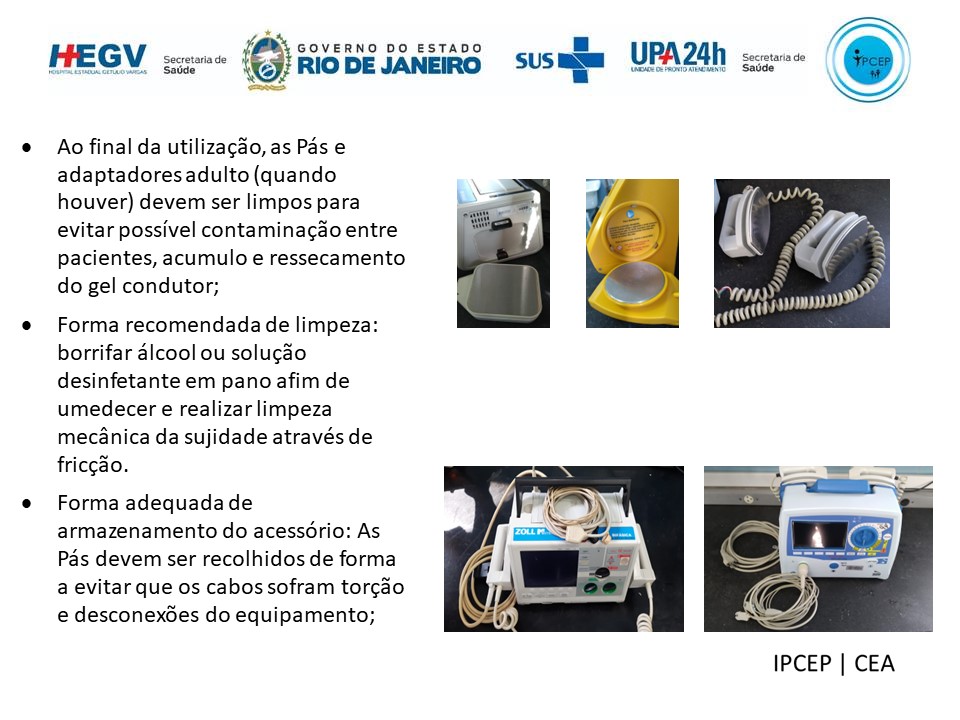 HEGV
HOSPITAL ESTADUAL GETÚLIO VARGAS
Secretaria de
Saúde
GOVERNO DO ESTADO
RIO DE JANEIRO
SUS
UPA24h
UNIDADE DE PRONTO ATENDIMENTO
Secretaria de
Saúde
IPCEP
• Ao final da utilização, as Pás e
adaptadores adulto (quando
houver) devem ser limpos para
evitar possível contaminação entre
pacientes, acumulo e ressecamento
do gel condutor;
• Forma recomendada de limpeza:
borrifar álcool ou solução
desinfetante em pano afim de
umedecer e realizar limpeza
mecânica da sujidade através de
fricção.
• Forma adequada de
armazenamento do acessório: As
Pás devem ser recolhidos de forma
a evitar que os cabos sofram torção
e desconexões do equipamento;
ZOLL M
IPCEP | CEA